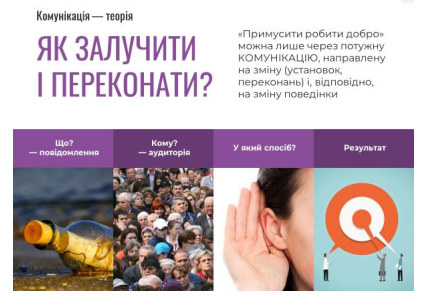 Комунікація — теорія
ЯК ЗАЛУЧИТИ
І ПЕРЕКОНАТИ?
«Примусити робити добро»
можна лише через потужну
КОМУНІКАЦІЮ, направлену
на зміну (установок,
переконань) і, відповідно,
на зміну поведінки
Що?
— повідомлення
Кому?
— аудиторія
У який спосіб?
Результат